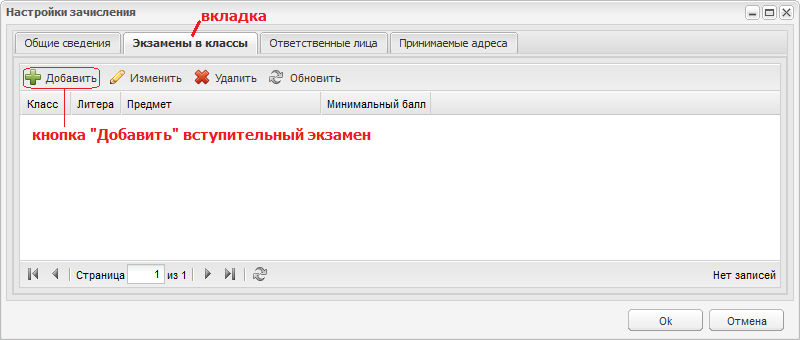 Настройки зачисления
вкладка
Общие сведения Экзамены в классы Ответственные лица Принимаемые адреса
Добавить Изменить Удалить Обновить
Класс Литера Предмет Минимальный балл
кнопка "Добавить" вступительный экзамен
Страница 1 из 1 Нет записей
Ok Отмена